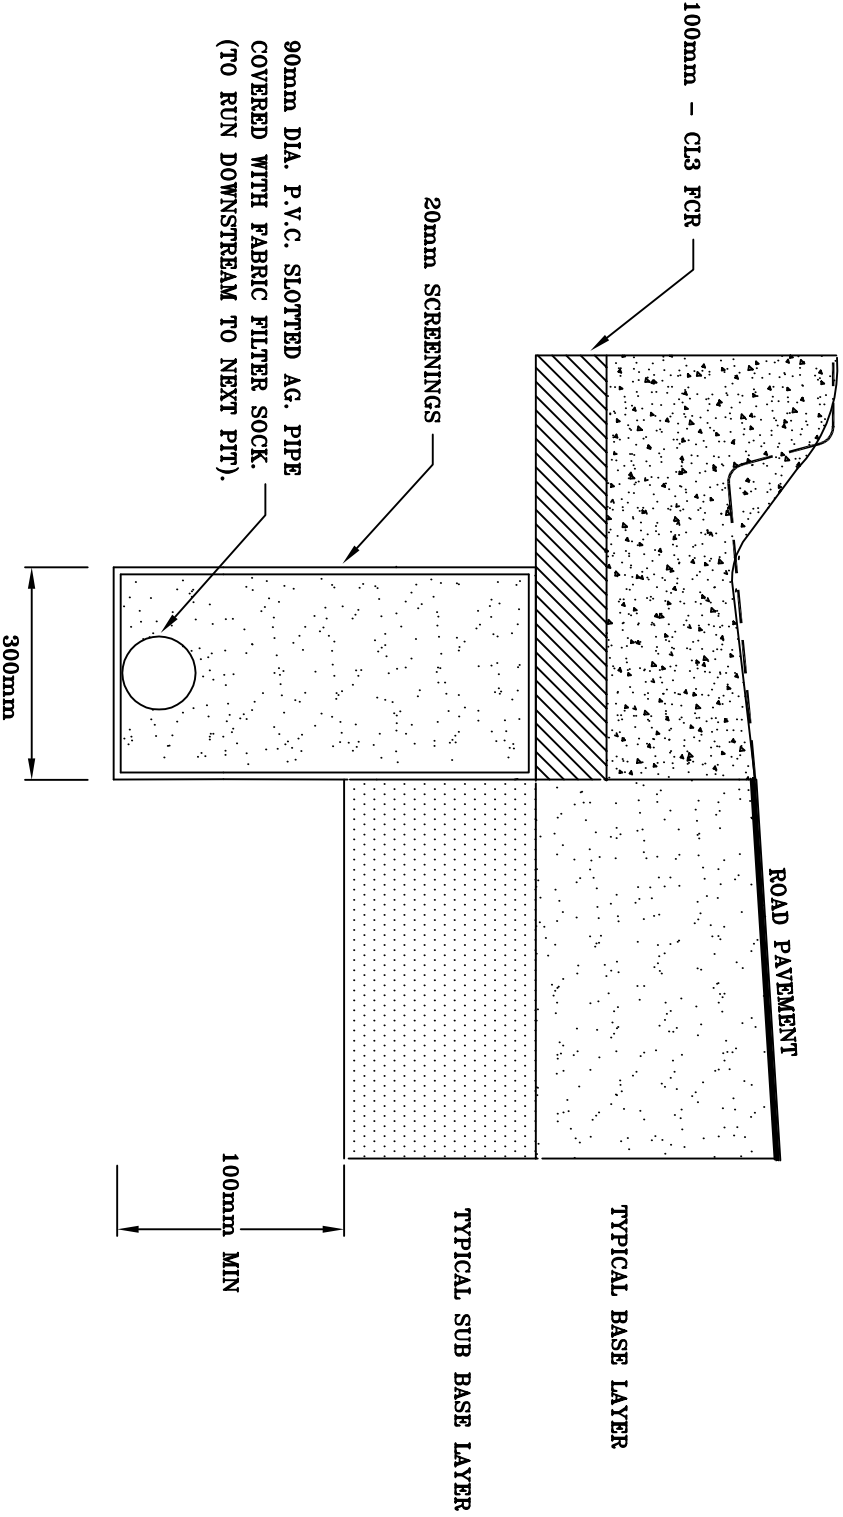 100mm - CL3 FCR
20mm SCREENINGS
90mm DIA. P.V.C. SLOTTED AG. PIPE
COVERED WITH FABRIC FILTER SOCK.
(TO RUN DOWNSTREAM TO NEXT PIT).
300mm
ROAD PAVEMENT
TYPICAL BASE LAYER
TYPICAL SUB BASE LAYER
100mm MIN